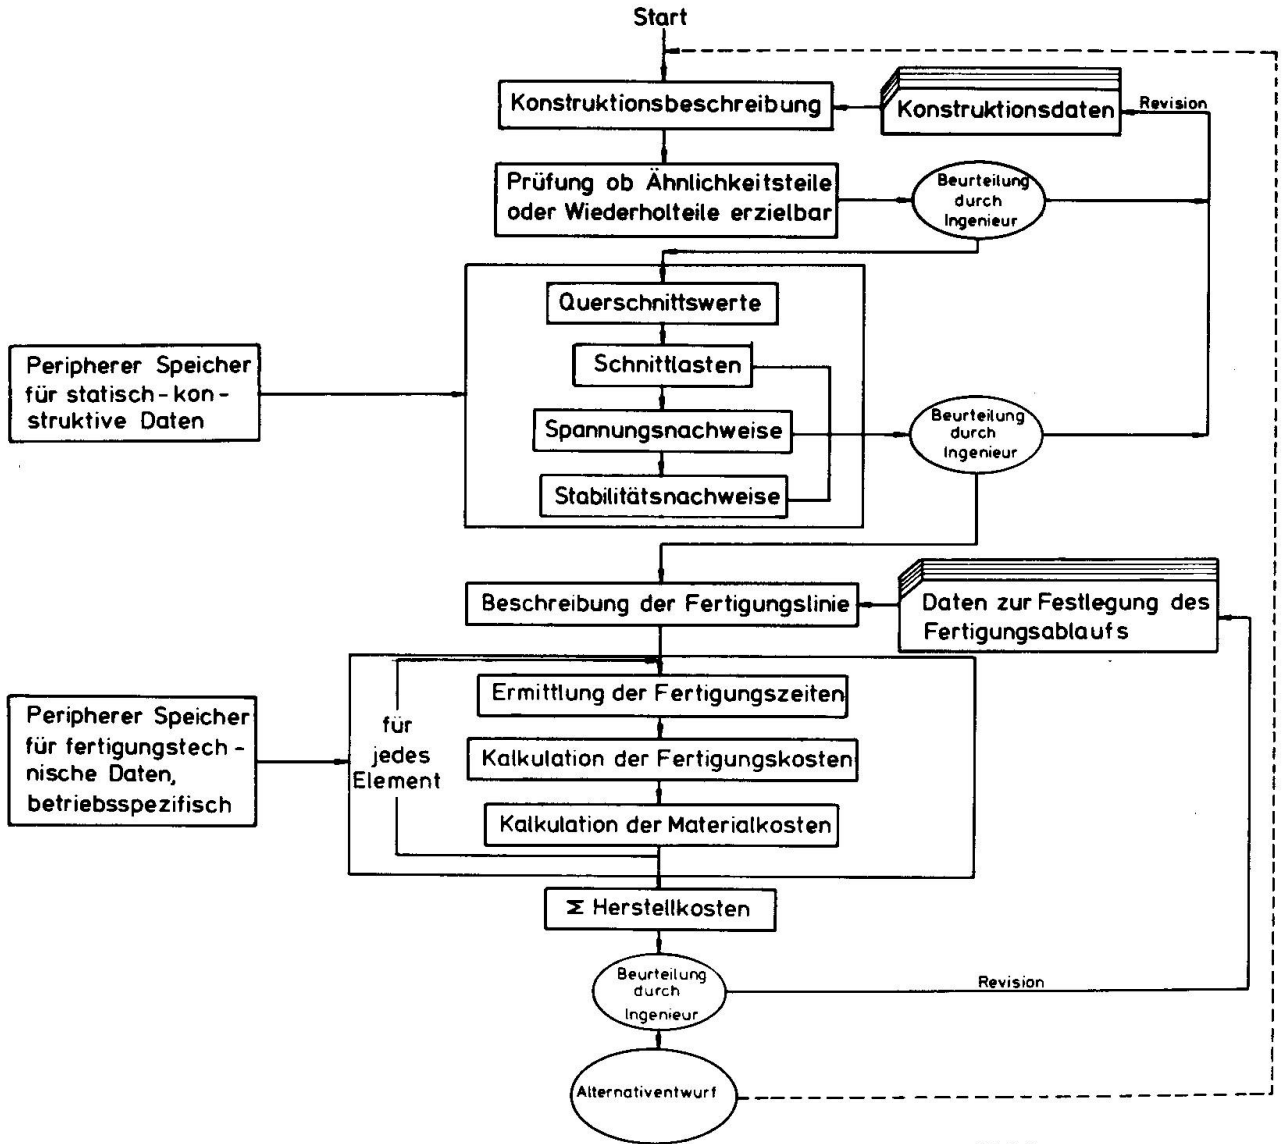 Start
Konstruktionsbeschreibung
Konstruktionsdaten
Revision
Prüfung ob Ähnlichkeitsteile
oder Wiederholteile erzielbar
Beurteilung
durch
Ingenieur
Querschnittswerte
Peripherer Speicher
für statisch-kon-
struktive Daten
Schnittlasten
Spannungsnachweise
Beurteilung
durch
Ingenieur
Stabilitätsnachweise
Beschreibung der Fertigungslinie
Daten zur Festlegung des
Fertigungsablaufs
Peripherer Speicher
für fertigungstech-
nische Daten,
betriebsspezifisch
für
jedes
Element
Ermittlung der Fertigungszeiten
Kalkulation der Fertigungskosten
Kalkulation der Materialkosten
Σ Herstellkosten
Beurteilung
durch
Ingenieur
Revision
Alternativentwurf